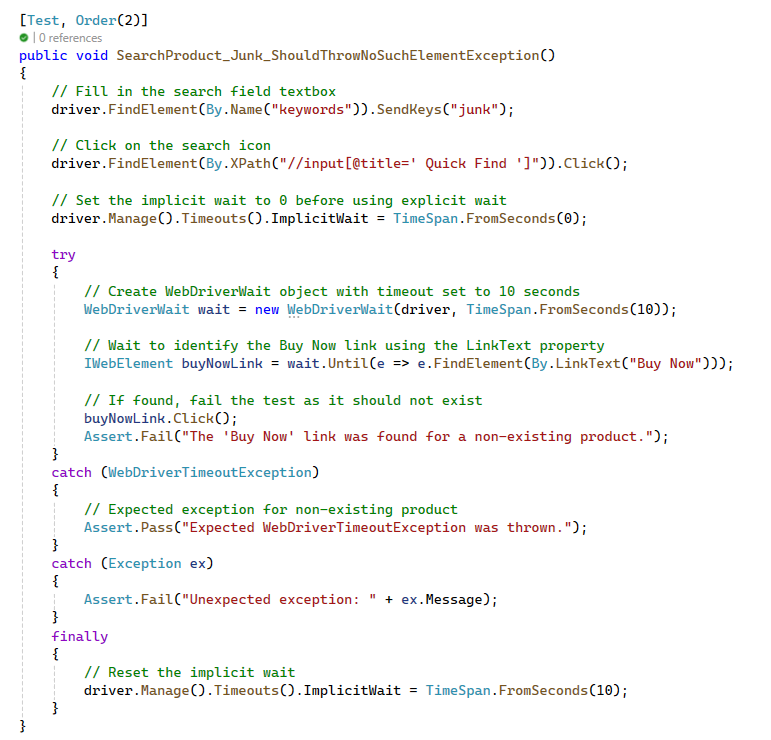 [Test, Order(2)]
| 0 references
public void SearchProduct_Junk_ShouldThrowNoSuchElementException()
{
    // Fill in the search field textbox
    driver.FindElement(By.Name("keywords")).SendKeys("junk");

    // Click on the search icon
    driver.FindElement(By.XPath("//input[@title=' Quick Find ']")).Click();

    // Set the implicit wait to 0 before using explicit wait
    driver.Manage().Timeouts().ImplicitWait = TimeSpan.FromSeconds(0);

    try
    {
        // Create WebDriverWait object with timeout set to 10 seconds
        WebDriverWait wait = new WebDriverWait(driver, TimeSpan.FromSeconds(10));

        // Wait to identify the Buy Now link using the LinkText property
        IWebElement buyNowLink = wait.Until(e => e.FindElement(By.LinkText("Buy Now")));

        // If found, fail the test as it should not exist
        buyNowLink.Click();
        Assert.Fail("The 'Buy Now' link was found for a non-existing product.");
    }
    catch (WebDriverTimeoutException)
    {
        // Expected exception for non-existing product
        Assert.Pass("Expected WebDriverTimeoutException was thrown.");
    }
    catch (Exception ex)
    {
        Assert.Fail("Unexpected exception: " + ex.Message);
    }
    finally
    {
        // Reset the implicit wait
        driver.Manage().Timeouts().ImplicitWait = TimeSpan.FromSeconds(10);
    }
}